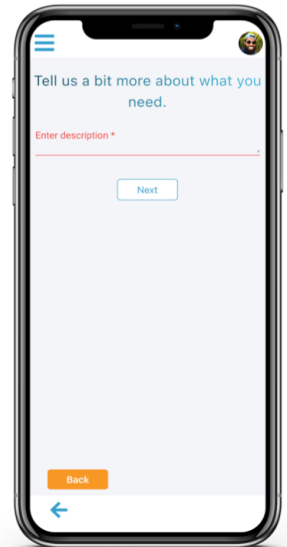 Tell us a bit more about what you
need.
Enter description *
Next
Back